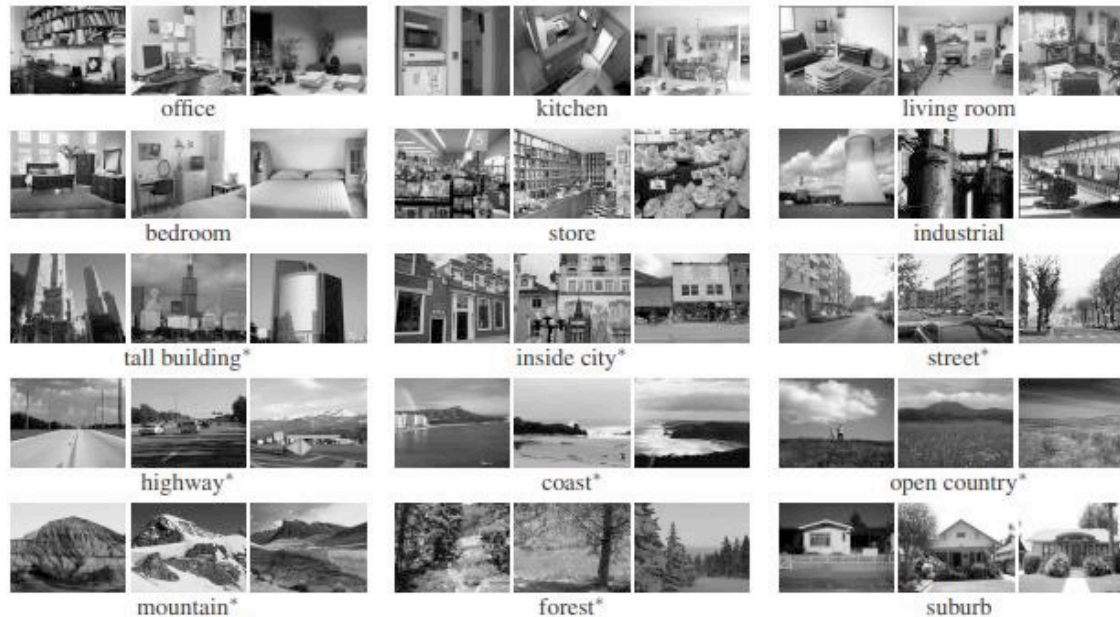 office
kitchen
living room
bedroom
store
industrial
tall building*
inside city*
street*
highway*
coast*
open country*
mountain*
forest*
suburb